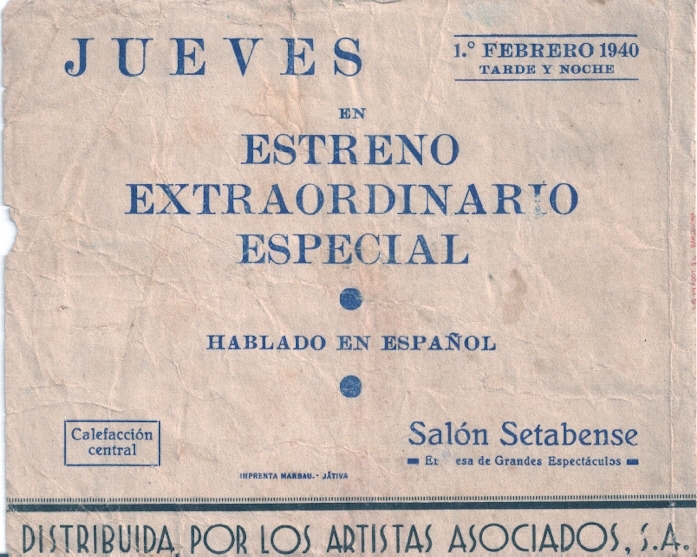 JUEVES
1.º FEBRERO 1940
TARDE Y NOCHE
EN
ESTRENO
EXTRAORDINARIO
ESPECIAL
HABLADO EN ESPAÑOL
Calefacción
central
Salón Setabense
de Grandes Espectáculos
IMPRENTA MARBAU. - JÁTIVA
DISTRIBUIDA, POR LOS ARTISTAS ASOCIADOS, S.A.